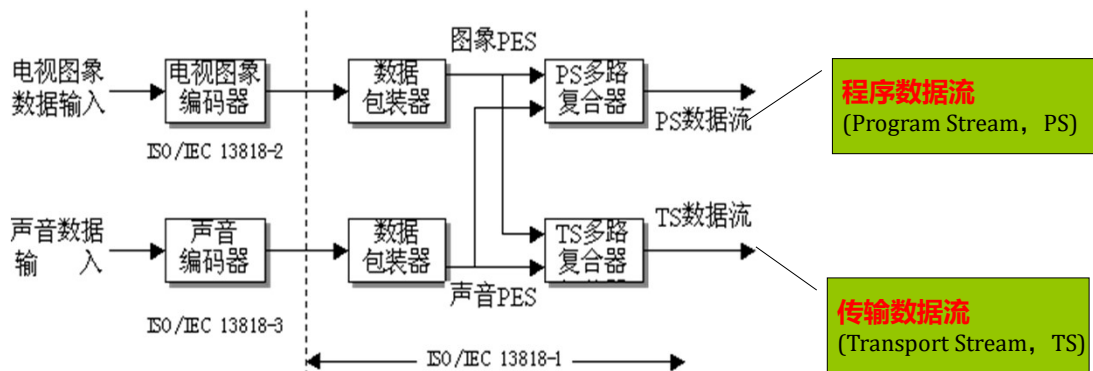 图象PES
电视图象
数据输入
电视图象
编码器
数据
包装器
PS多路
复合器
PS数据流
程序数据流
(Program Stream，PS)
ISO/IEC 13818-2
声音数据
输 入
声音
编码器
数据
包装器
TS多路
复合器
TS数据流
声音PES
传输数据流
(Transport Stream，TS)
ISO/IEC 13818-3
ISO/IEC 13818-1